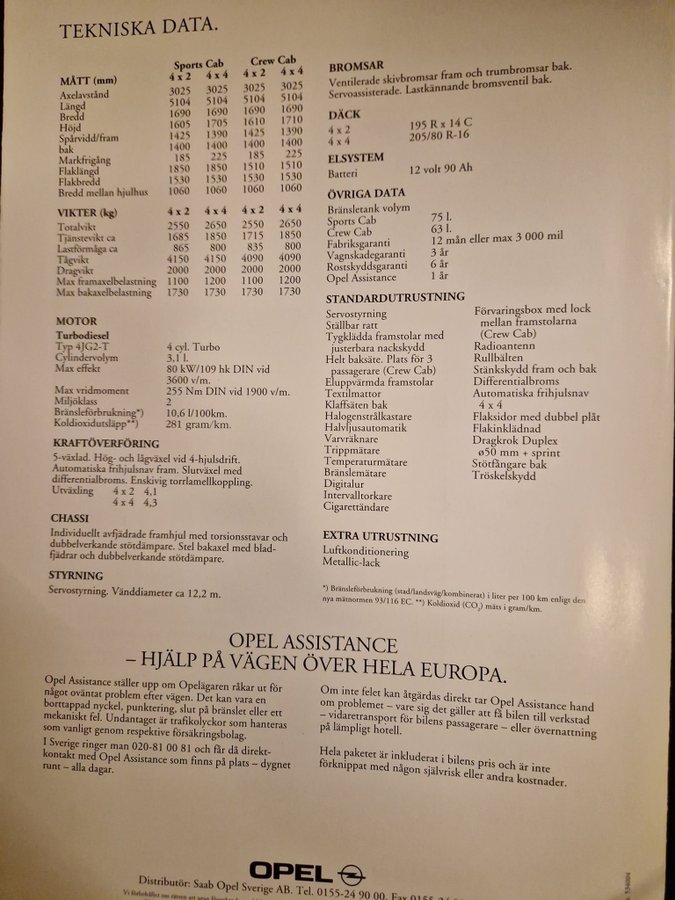 TEKNISKA DATA.
Sports Cab Crew Cab
MÅTT (mm) 4 x 2 4 x 4 4 x 2 4 x 4
Axelavstånd 3025 3025 3025 3025
Längd 5104 5104 5104 5104
Bredd 1690 1690 1690 1690
Höjd 1605 1705 1610 1710
Spårvidd/fram 1425 1390 1425 1390
bak 1400 1400 1400 1400
Markfrigång 185 225 185 225
Flaklängd 1850 1850 1510 1510
Flakbredd 1530 1530 1530 1530
Bredd mellan hjulhus 1060 1060 1060 1060
VIKTER (kg) 4 x 2 4 x 4 4 x 2 4 x 4
Totalvikt 2550 2650 2550 2650
Tjänstevikt ca 1685 1850 1715 1850
Lastförmåga ca 865 800 835 800
Tågvikt 4150 4150 4090 4090
Dragvikt 2000 2000 2000 2000
Max framaxelbelastning 1100 1200 1100 1200
Max bakaxelbelastning 1730 1730 1730 1730
MOTOR
Turbodiesel
Typ 4JG2-T 4 cyl. Turbo
Cylindervolym 3,1 l.
Max effekt 80 kW/109 hk DIN vid
3600 v/m.
Max vridmoment 255 Nm DIN vid 1900 v/m.
Miljöklass 2
Bränsleförbrukning*) 10,6 l/100km.
Koldioxidutsläpp**) 281 gram/km.
KRAFTÖVERFÖRING
5-växlad. Hög- och lågväxel vid 4-hjulsdrift.
Automatiska frihjulsnav fram. Slutväxel med
differentialbroms. Enskivig torrlamellkoppling.
Utväxling 4 x 2 4,1
4 x 4 4,3
CHASSI
Individuellt avfjädrade framhjul med torsionsstavar och
dubbelverkande stötdämpare. Stel bakaxel med blad-
fjädrar och dubbelverkande stötdämpare.
STYRNING
Servostyrning. Vänddiameter ca 12,2 m.
BROMSAR
Ventilerade skivbromsar fram och trumbromsar bak.
Servoassisterade. Lastkännande bromsventil bak.
DÄCK
4 x 2 195 R x 14 C
4 x 4 205/80 R-16
ELSYSTEM
Batteri 12 volt 90 Ah
ÖVRIGA DATA
Bränsletank volym
Sports Cab 75 l.
Crew Cab 63 l.
Fabriksgaranti 12 mån eller max 3 000 mil
Vagnskadegaranti 3 år
Rostskyddsgaranti 6 år
Opel Assistance 1 år
STANDARDUTRUSTNING
Servostyrning
Ställbar ratt
Tygklädda framstolar med
justerbara nackskydd
Helt baksäte. Plats för 3
passagerare (Crew Cab)
Eluppvärmda framstolar
Textilmattor
Klaffsäten bak
Halogenstrålkastare
Halvljusautomatik
Varvräknare
Trippmätare
Temperaturmätare
Bränslemätare
Digitalur
Intervalltorkare
Cigarettändare
Förvaringsbox med lock
mellan framstolarna
(Crew Cab)
Radioantenn
Rullbälten
Stänkskydd fram och bak
Differentialbroms
Automatiska frihjulsnav
4 x 4
Flaksidor med dubbel plåt
Flakinklädnad
Dragkrok Duplex
ø50 mm + sprint
Stötfångare bak
Tröskelskydd
EXTRA UTRUSTNING
Luftkonditionering
Metallic-lack
*) Bränsleförbrukning (stad/landsväg/kombinerat) i liter per 100 km enligt den
nya mätnormen 93/116 EC. **) Koldioxid (CO₂) mäts i gram/km.
OPEL ASSISTANCE
– HJÄLP PÅ VÄGEN ÖVER HELA EUROPA.
Opel Assistance ställer upp om Opelägaren råkar ut för
något oväntat problem efter vägen. Det kan vara en
borttappad nyckel, punktering, slut på bränslet eller ett
mekaniskt fel. Undantaget är trafikolyckor som hanteras
som vanligt genom respektive försäkringsbolag.
I Sverige ringer man 020-81 00 81 och får då direkt-
kontakt med Opel Assistance som finns på plats – dygnet
runt – alla dagar.
Om inte felet kan åtgärdas direkt tar Opel Assistance hand
om problemet – vare sig det gäller att få bilen till verkstad
– vidaretransport för bilens passagerare – eller övernattning
på lämpligt hotell.
Hela paketet är inkluderat i bilens pris och är inte
förknippat med någon självrisk eller andra kostnader.
OPEL
Distributör: Saab Opel Sverige AB. Tel. 0155-24 90 00. Fax 0155-24
Vi förbehåller oss rätten att utan